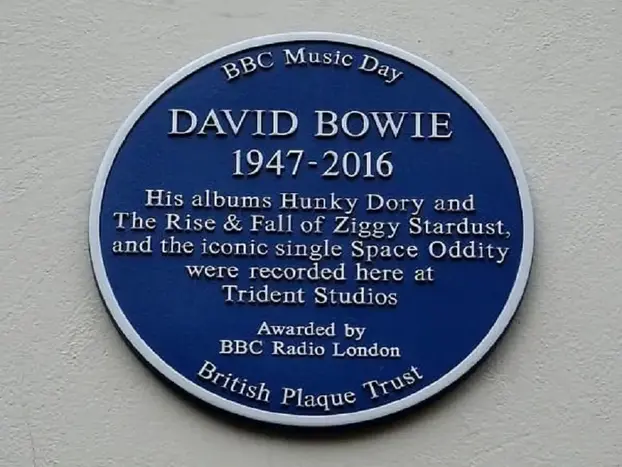 BBC Music Day
DAVID BOWIE
1947-2016
His albums Hunky Dory and
The Rise & Fall of Ziggy Stardust,
and the iconic single Space Oddity
were recorded here at
Trident Studios
Awarded by
BBC Radio London
British Plaque Trust